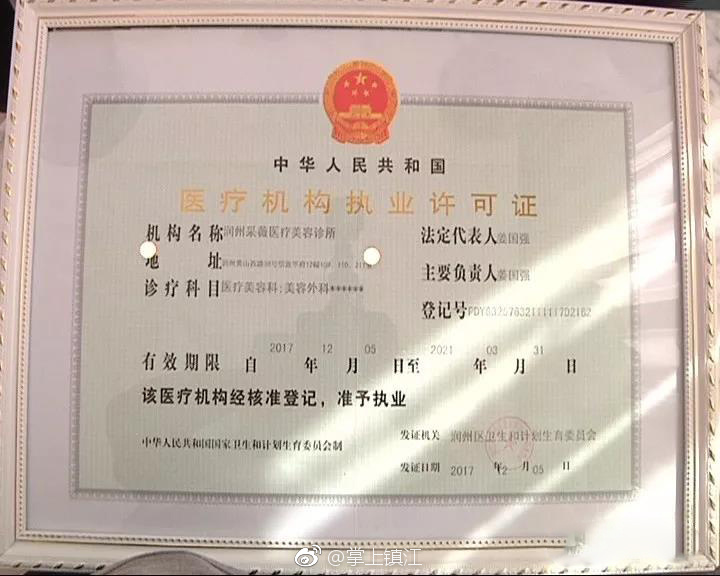 中华人民共和国
医疗机构执业许可证
机构名称 润州采薇医疗美容诊所
法定代表人 姜国强
地 址
主要负责人 姜国强
诊疗科目 医疗美容科;美容外科******
登记号
有效期限 自 2017 年 12 月 05 日至 2021 年 03 月 31 日
该医疗机构经核准登记，准予执业
中华人民共和国国家卫生和计划生育委员会制
发证机关 润州区卫生和计划生育委员会
发证日期 2017 年 12 月 05 日
@掌上镇江